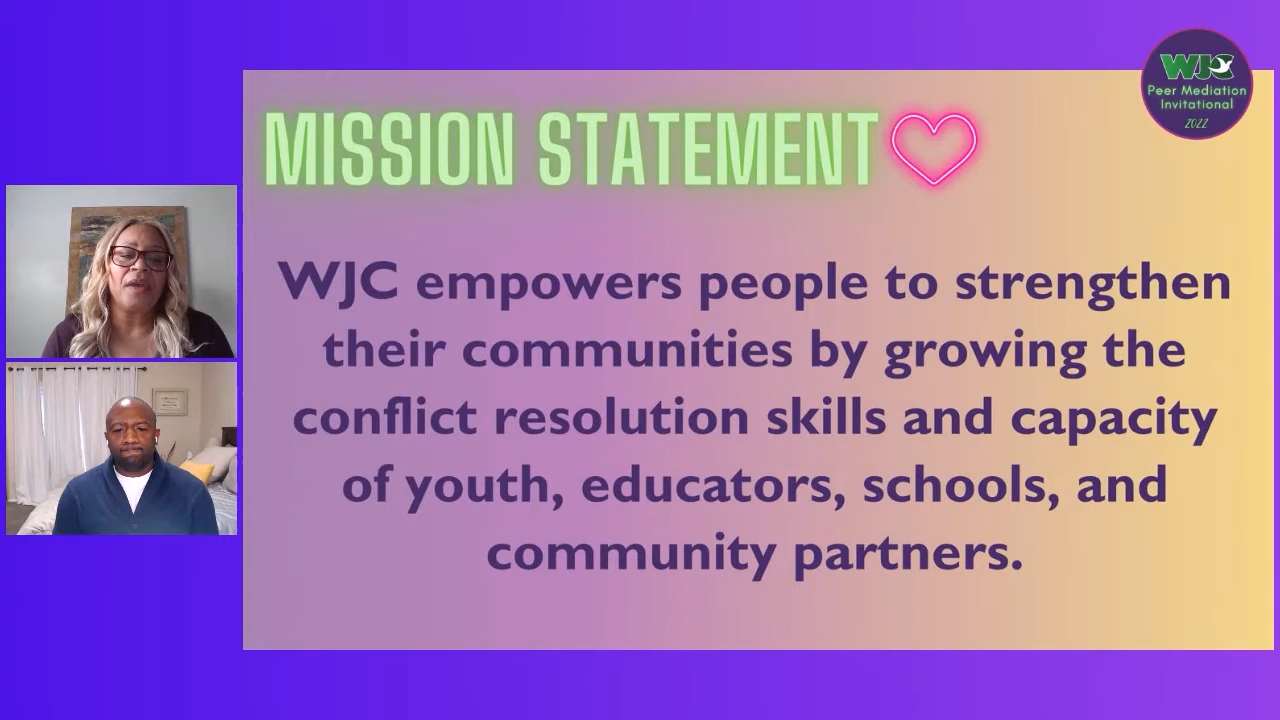 WJC
Peer Mediation
Invitational
2022
MISSION STATEMENT
WJC empowers people to strengthen
their communities by growing the
conflict resolution skills and capacity
of youth, educators, schools, and
community partners.